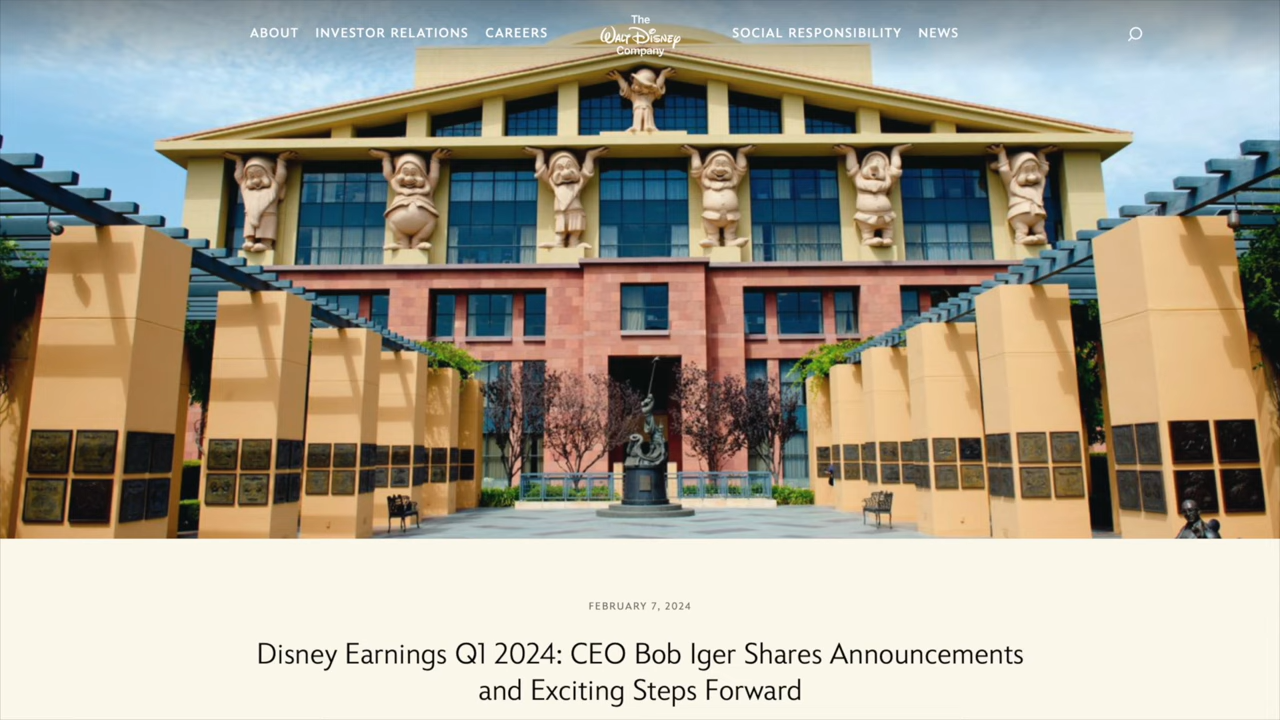 ABOUT INVESTOR RELATIONS CAREERS
The
Walt Disney
Company
SOCIAL RESPONSIBILITY NEWS
FEBRUARY 7, 2024
Disney Earnings Q1 2024: CEO Bob Iger Shares Announcements
and Exciting Steps Forward